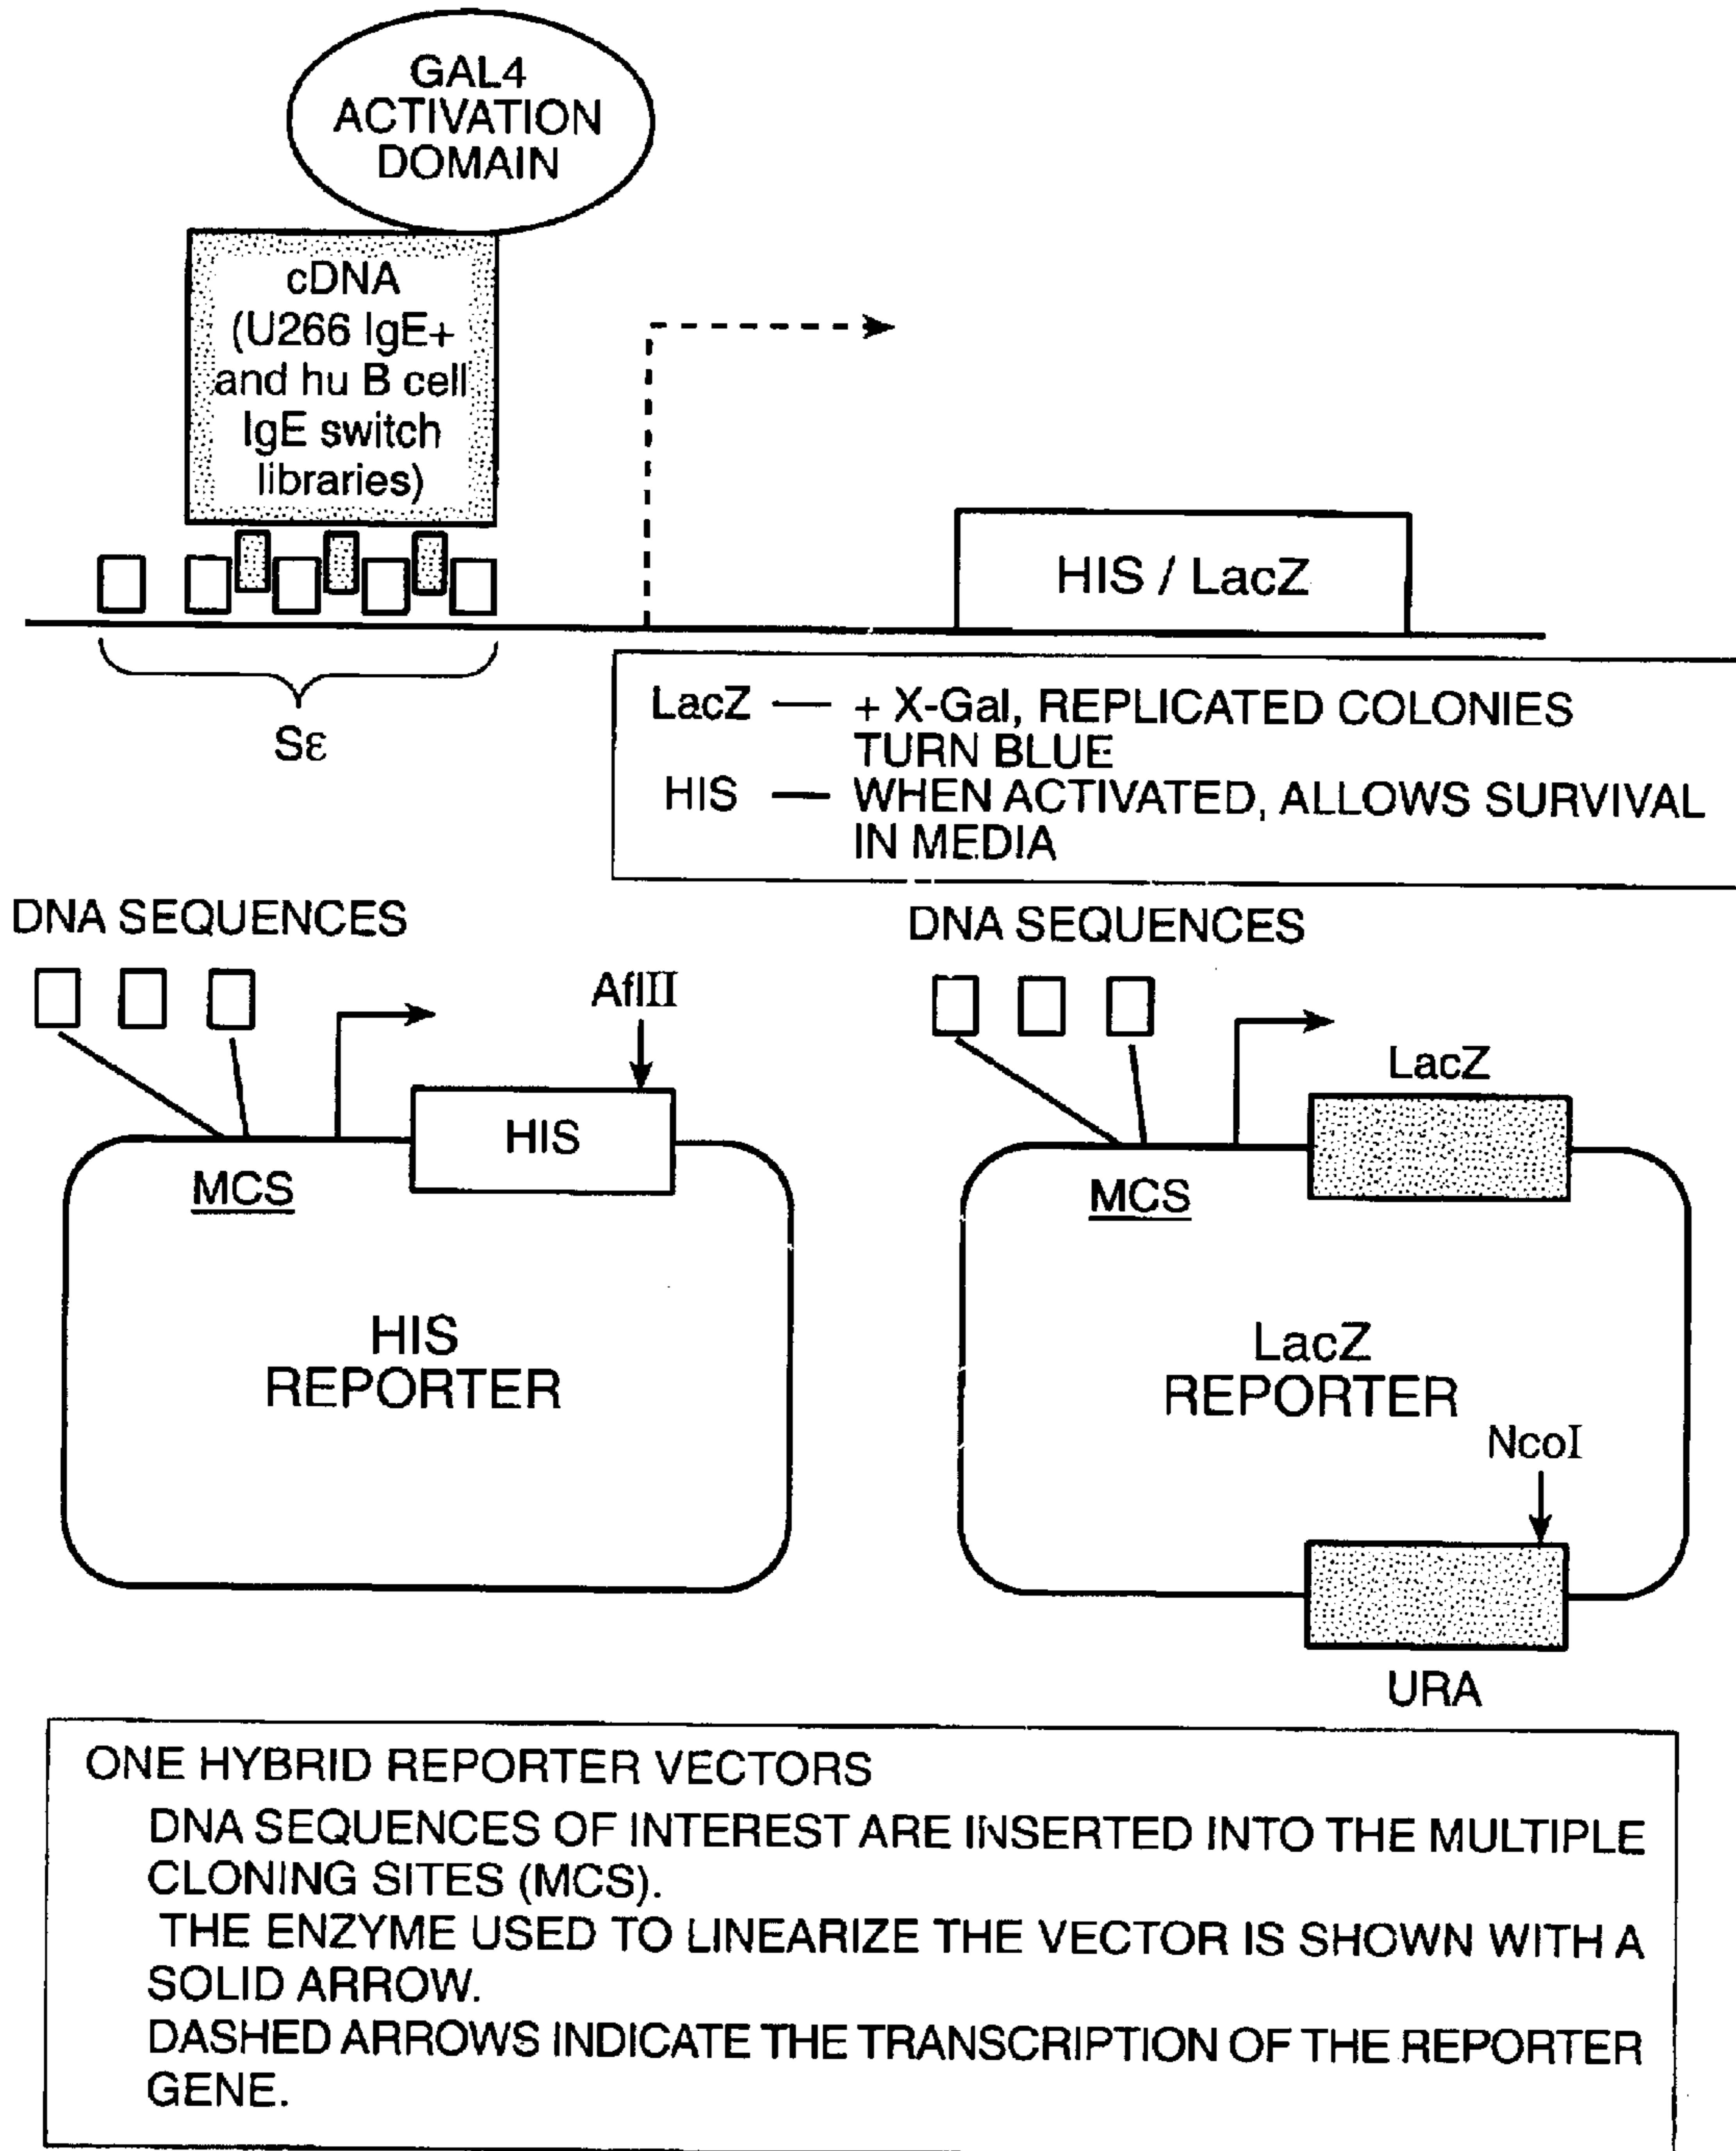 GAL4
ACTIVATION
DOMAIN
cDNA
(U266 IgE+
and hu B cell
IgE switch
libraries)
HIS / LacZ
Sε
LacZ — + X-Gal, REPLICATED COLONIES
TURN BLUE
HIS — WHEN ACTIVATED, ALLOWS SURVIVAL
IN MEDIA
DNA SEQUENCES
AflII
HIS
MCS
HIS
REPORTER
DNA SEQUENCES
LacZ
MCS
LacZ
REPORTER
NcoI
URA
ONE HYBRID REPORTER VECTORS
DNA SEQUENCES OF INTEREST ARE INSERTED INTO THE MULTIPLE
CLONING SITES (MCS).
THE ENZYME USED TO LINEARIZE THE VECTOR IS SHOWN WITH A
SOLID ARROW.
DASHED ARROWS INDICATE THE TRANSCRIPTION OF THE REPORTER
GENE.